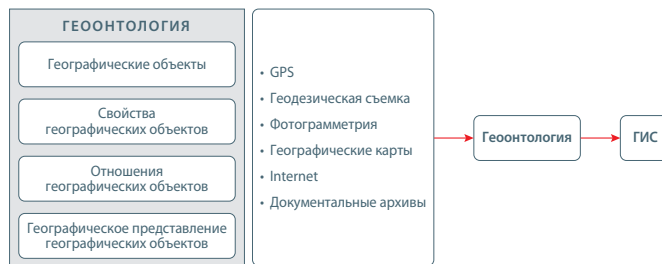 ГЕООНТОЛОГИЯ
Географические объекты
Свойства
географических объектов
Отношения
географических объектов
Географическое представление
географических объектов
• GPS
• Геодезическая съемка
• Фотограмметрия
• Географические карты
• Internet
• Документальные архивы
Геоонтология
ГИС